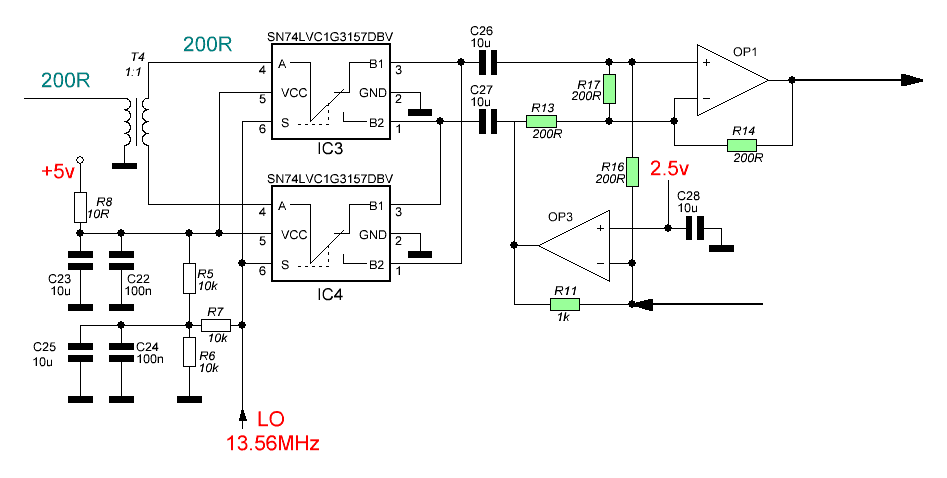 SN74LVC1G3157DBV
C26
10u
T4
1:1
200R
200R
4
A
B1
3
5
VCC
GND
2
6
S
B2
1
IC3
C27
10u
R13
200R
R17
200R
+
−
OP1
R14
200R
R16
200R
2.5v
C28
10u
SN74LVC1G3157DBV
4
A
B1
3
5
VCC
GND
2
6
S
B2
1
IC4
OP3
+
−
R11
1k
+5v
R8
10R
C23
10u
C22
100n
R5
10k
R7
10k
C25
10u
C24
100n
R6
10k
LO
13.56MHz